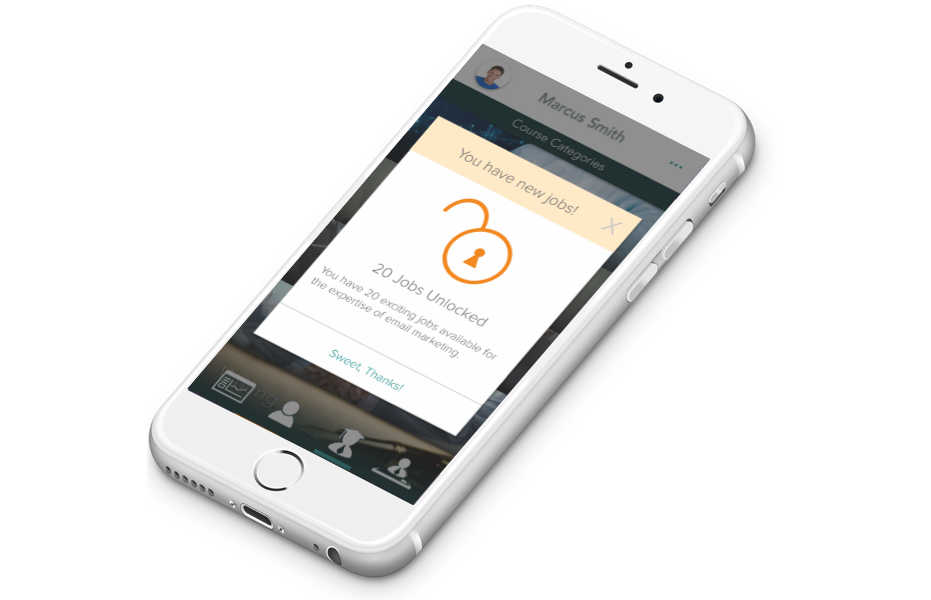 Marcus Smith
Course Categories
You have new jobs!
X
20 Jobs Unlocked
You have 20 exciting jobs available for
the expertise of email marketing.
Sweet, Thanks!